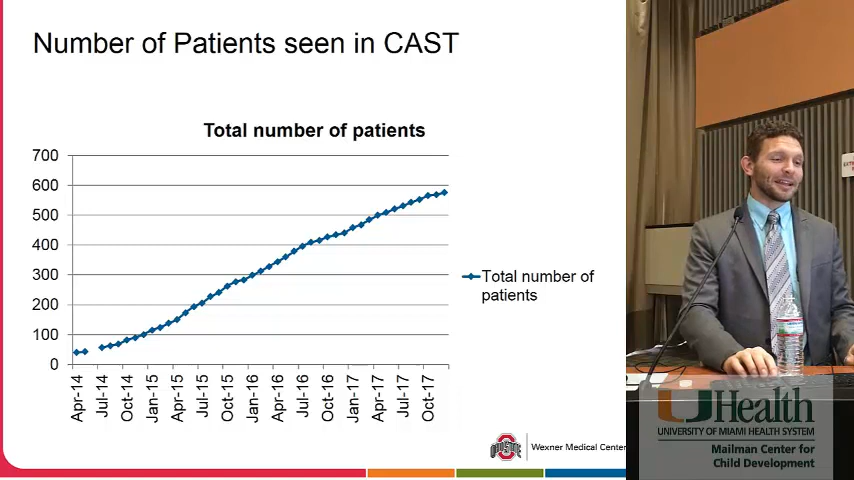 Number of Patients seen in CAST
Total number of patients
700
600
500
400
300
200
100
0
Apr-14
Jul-14
Oct-14
Jan-15
Apr-15
Jul-15
Oct-15
Jan-16
Apr-16
Jul-16
Oct-16
Jan-17
Apr-17
Jul-17
Oct-17
Total number of
patients
Wexner Medical Center
UHealth
UNIVERSITY OF MIAMI HEALTH SYSTEM
Mailman Center for
Child Development